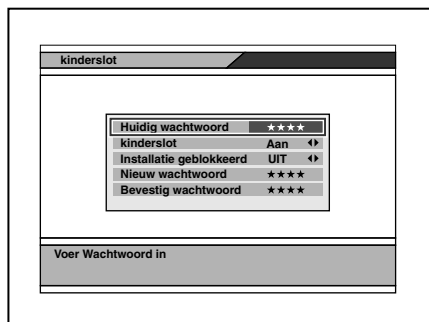 kinderslot
Huidig wachtwoord ★★★★
kinderslot Aan
Installatie geblokkeerd UIT
Nieuw wachtwoord ★★★★
Bevestig wachtwoord ★★★★
Voer Wachtwoord in